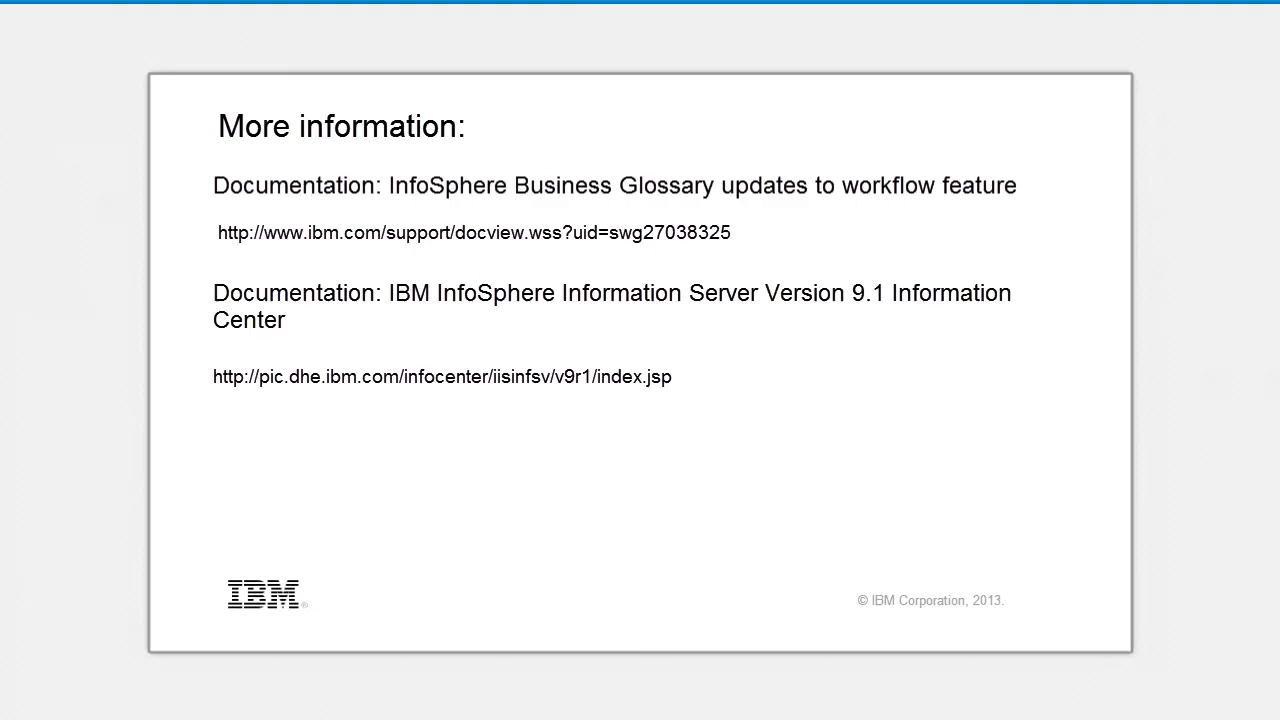 More information:
Documentation: InfoSphere Business Glossary updates to workflow feature
http://www.ibm.com/support/docview.wss?uid=swg27038325
Documentation: IBM InfoSphere Information Server Version 9.1 Information
Center
http://pic.dhe.ibm.com/infocenter/iisinfsv/v9r1/index.jsp
IBM®
© IBM Corporation, 2013.